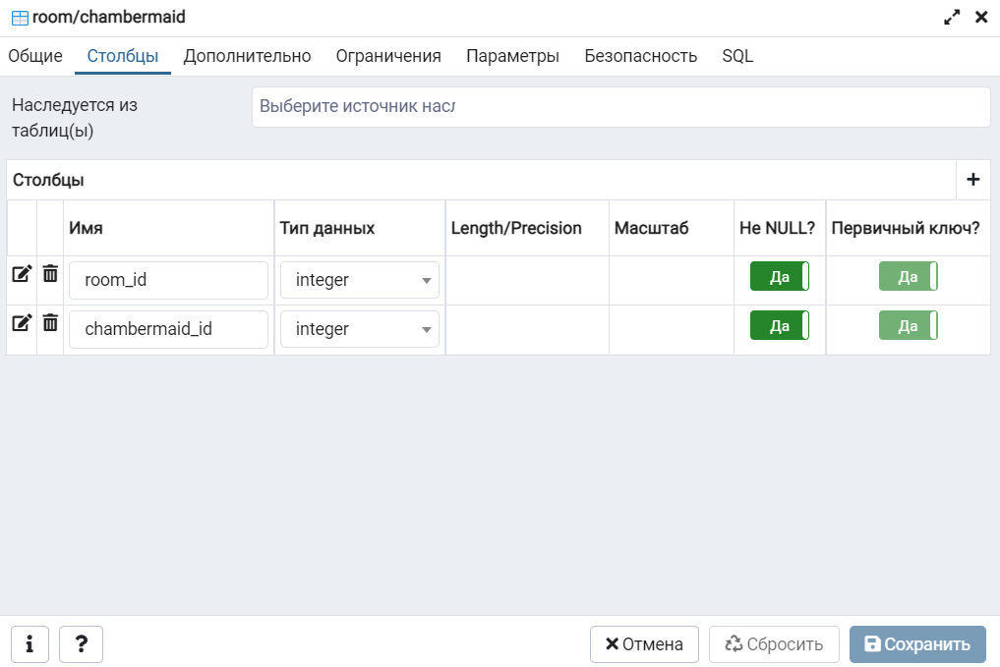 room/chambermaid
Общие Столбцы Дополнительно Ограничения Параметры Безопасность SQL
Наследуется из
таблиц(ы)
Выберите источник насл
Столбцы +
Имя Тип данных Length/Precision Масштаб Не NULL? Первичный ключ?
room_id integer Да Да
chambermaid_id integer Да Да
i ? Отмена Сбросить Сохранить